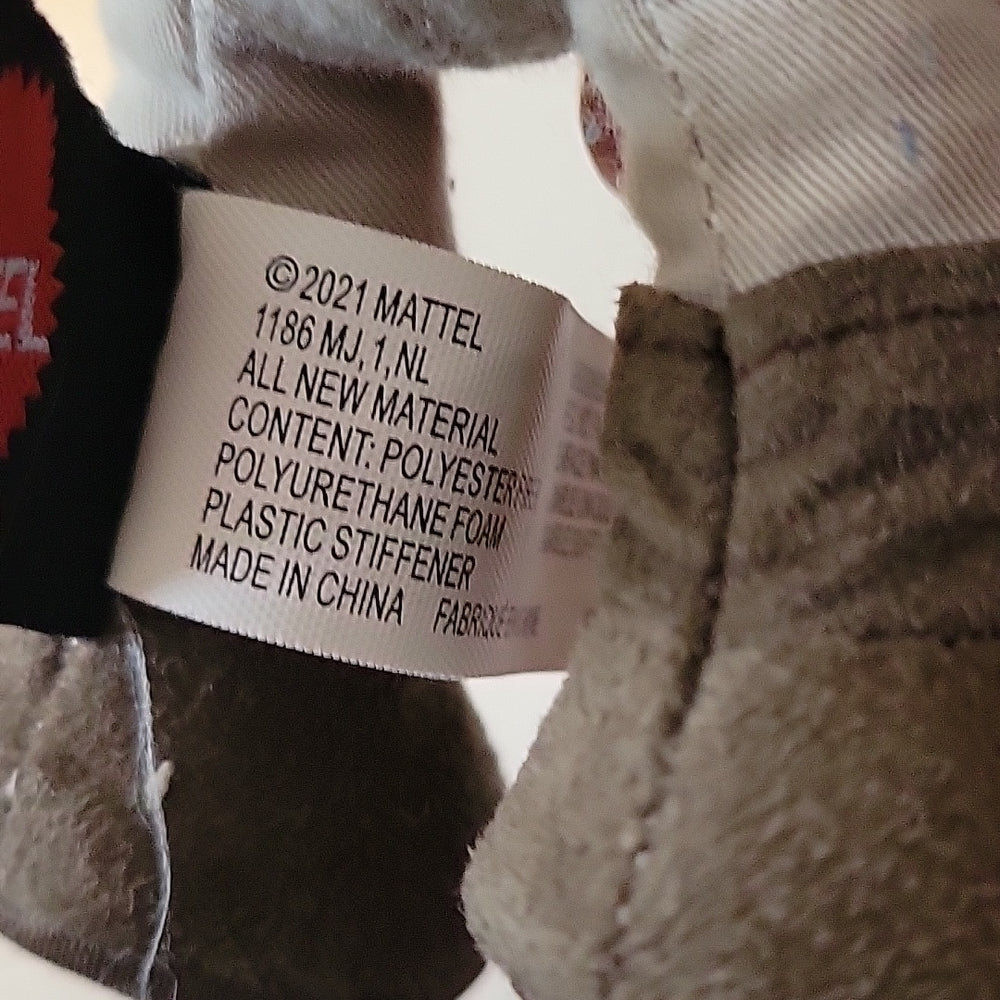 ©2021 MATTEL
1186 MJ, 1, NL
ALL NEW MATERIAL
CONTENT: POLYESTER
POLYURETHANE FOAM
PLASTIC STIFFENER
MADE IN CHINA